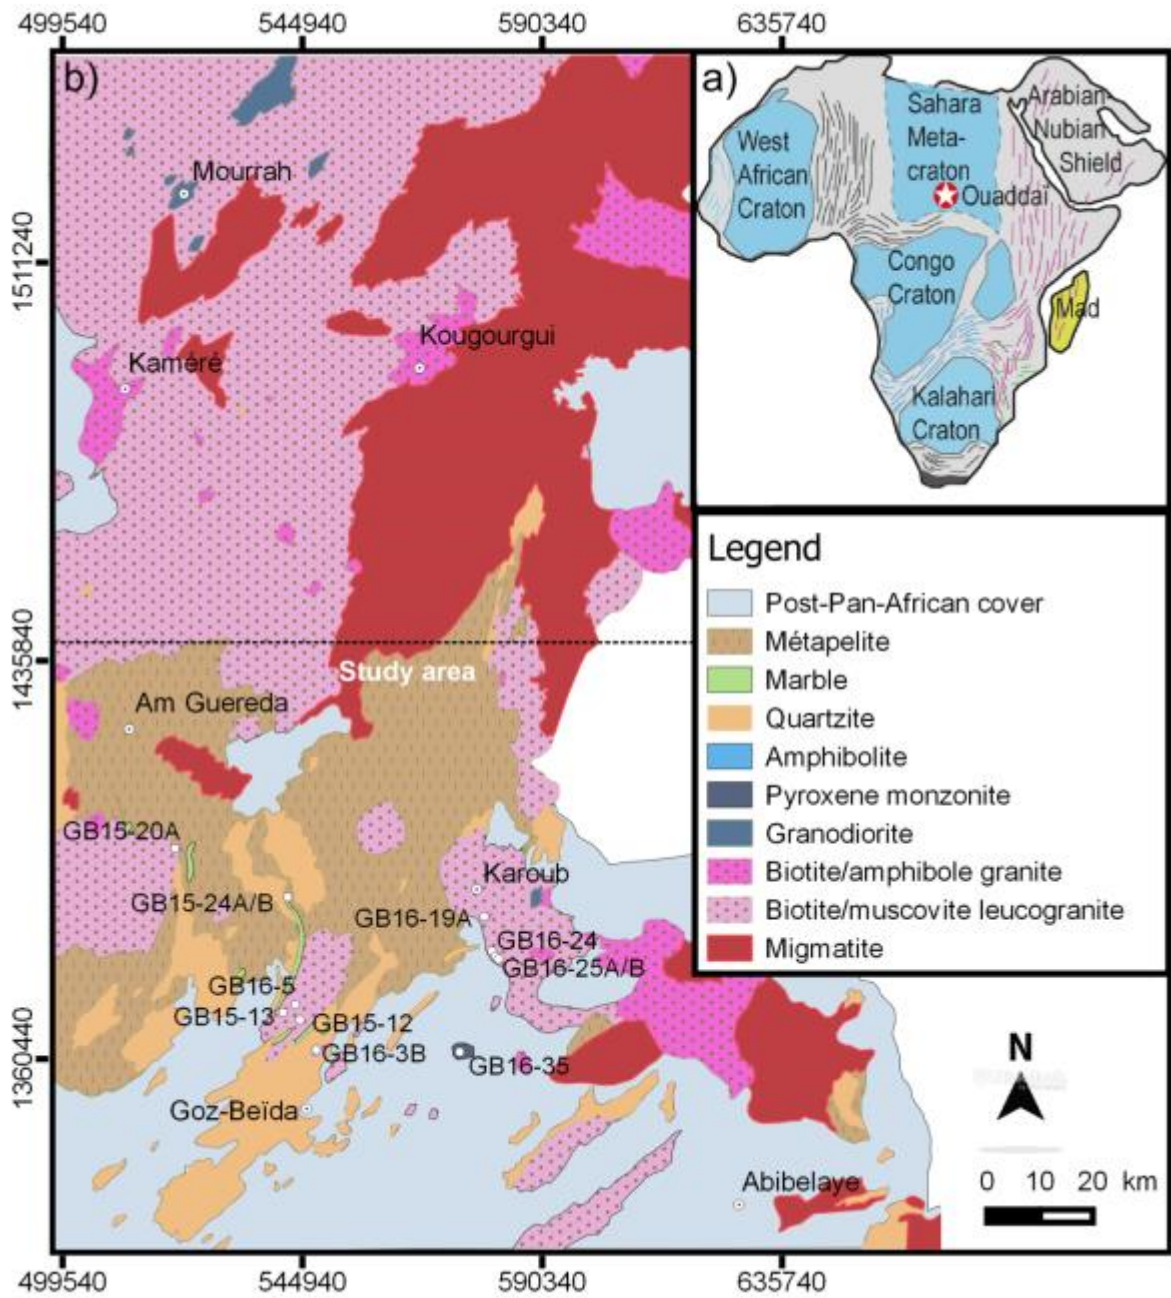 499540 544940 590340 635740
b)
a)
Sahara
Meta-
craton
Arabian-
Nubian
Shield
West
African
Craton
Ouaddaï
Congo
Craton
Mad
Kalahari
Craton
Mourrah
1511240
Kougourgui
Kaméré
1435840
Study area
Am Guereda
GB15-20A
GB15-24A/B
Karoub
GB16-19A
GB16-24
GB16-25A/B
GB16-5
GB15-13
GB15-12
GB16-3B
GB16-35
1360440
Goz-Beïda
Abibelaye
Legend
Post-Pan-African cover
Métapelite
Marble
Quartzite
Amphibolite
Pyroxene monzonite
Granodiorite
Biotite/amphibole granite
Biotite/muscovite leucogranite
Migmatite
N
0 10 20 km
499540 544940 590340 635740